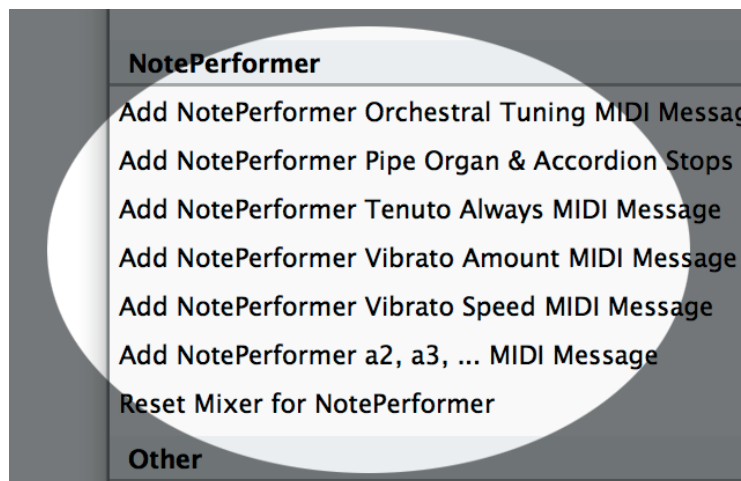 NotePerformer
Add NotePerformer Orchestral Tuning MIDI
Add NotePerformer Pipe Organ & Accordion Stops
Add NotePerformer Tenuto Always MIDI Message
Add NotePerformer Vibrato Amount MIDI Message
Add NotePerformer Vibrato Speed MIDI Message
Add NotePerformer a2, a3, ... MIDI Message
Reset Mixer for NotePerformer
Other